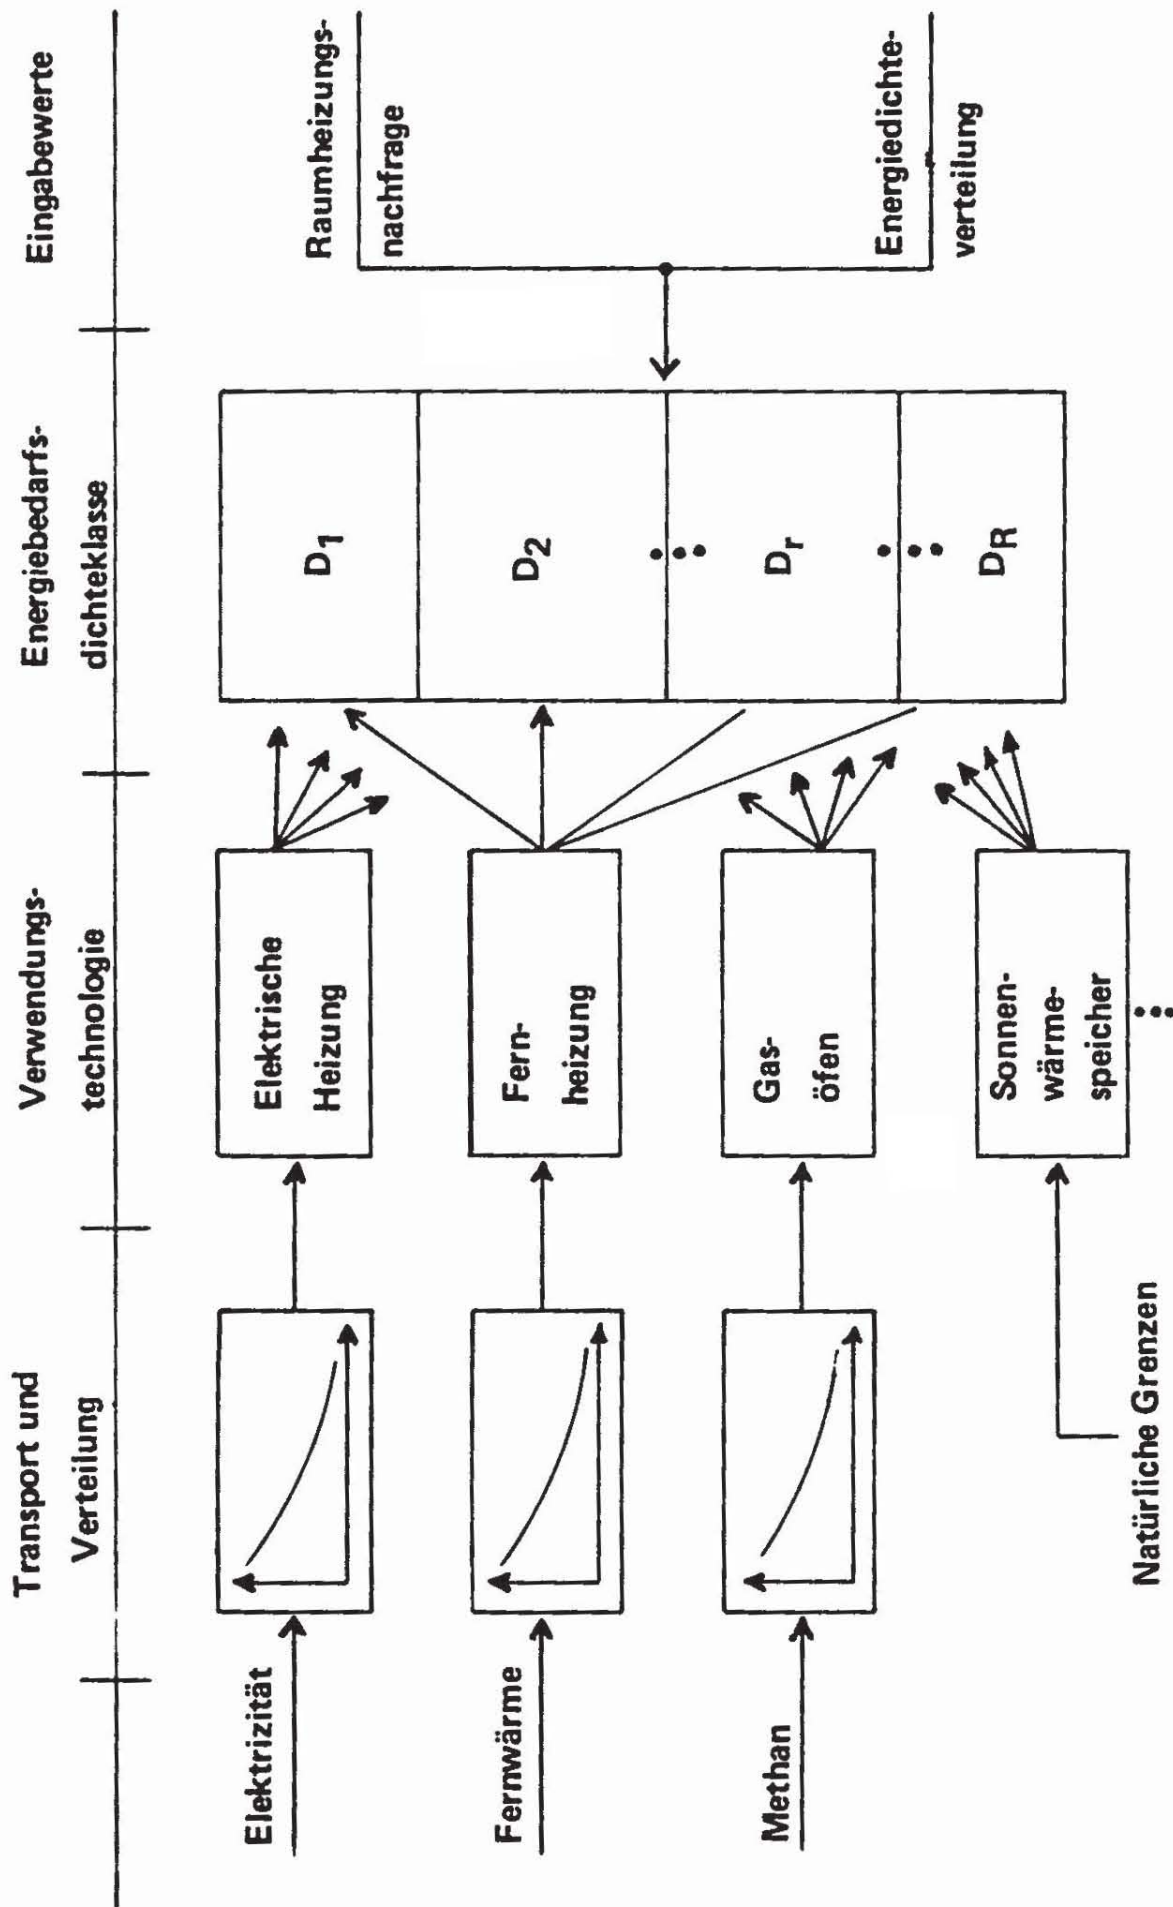 Transport und
Verteilung
Verwendungs-
technologie
Energiebedarfs-
dichteklasse
Eingabewerte
Elektrizität
Elektrische
Heizung
D1
Raumheizungs-
nachfrage
Fernwärme
Fern-
heizung
D2
Methan
Gas-
öfen
Dr
Natürliche Grenzen
Sonnen-
wärme-
speicher
DR
Energiedichte-
verteilung